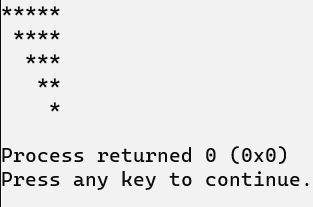 *****
 ****
  ***
   **
    *

Process returned 0 (0x0)
Press any key to continue.